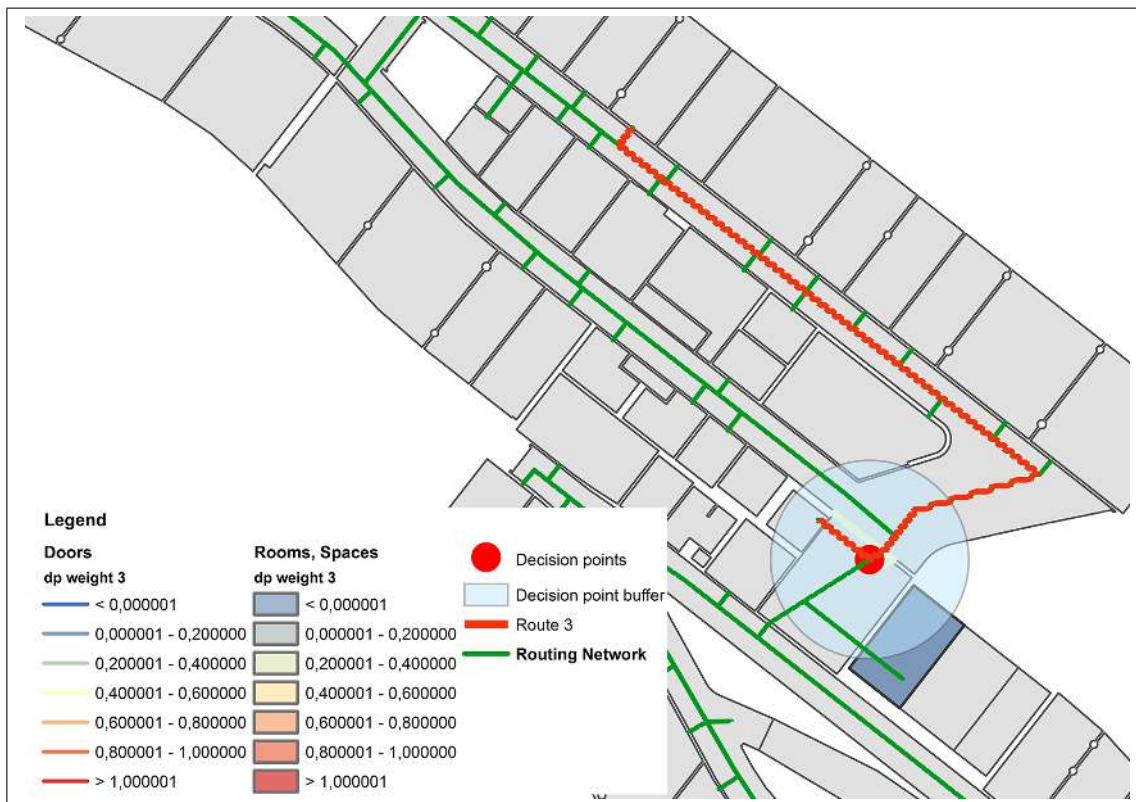 Legend
Doors
dp weight 3
< 0,000001
0,000001 - 0,200000
0,200001 - 0,400000
0,400001 - 0,600000
0,600001 - 0,800000
0,800001 - 1,000000
> 1,000001
Rooms, Spaces
dp weight 3
< 0,000001
0,000001 - 0,200000
0,200001 - 0,400000
0,400001 - 0,600000
0,600001 - 0,800000
0,800001 - 1,000000
> 1,000001
Decision points
Decision point buffer
Route 3
Routing Network